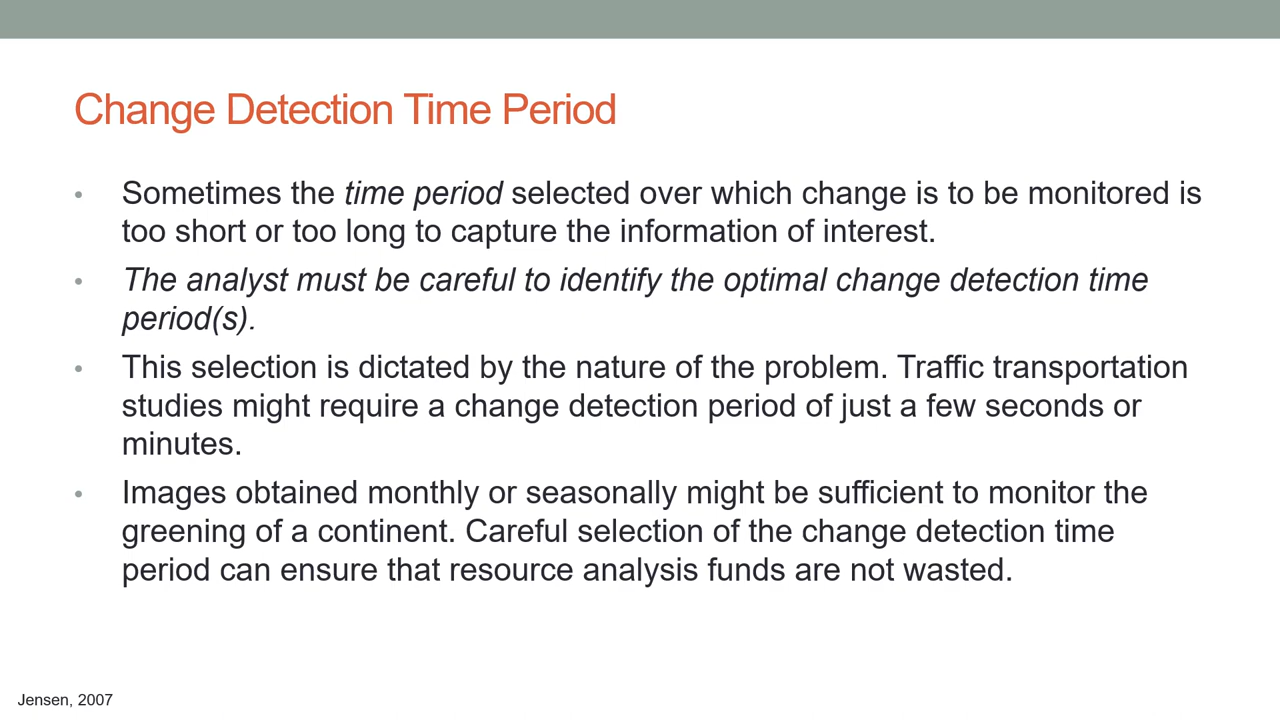 Change Detection Time Period
• Sometimes the time period selected over which change is to be monitored is
too short or too long to capture the information of interest.
• The analyst must be careful to identify the optimal change detection time
period(s).
• This selection is dictated by the nature of the problem. Traffic transportation
studies might require a change detection period of just a few seconds or
minutes.
• Images obtained monthly or seasonally might be sufficient to monitor the
greening of a continent. Careful selection of the change detection time
period can ensure that resource analysis funds are not wasted.
Jensen, 2007